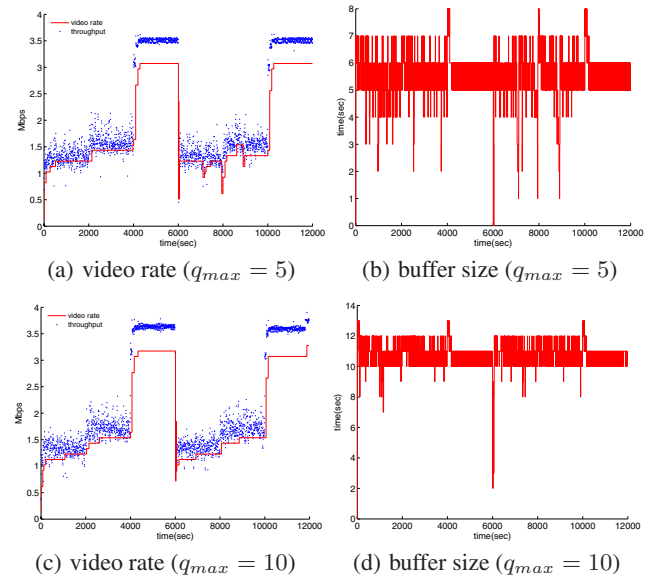 video rate
throughput
4
3.5
3
2.5
2
1.5
1
0.5
0
Mbps
0 2000 4000 6000 8000 10000 12000
time(sec)
(a) video rate (qmax = 5)
8
7
6
5
4
3
2
1
0
time(sec)
0 2000 4000 6000 8000 10000 12000
time(sec)
(b) buffer size (qmax = 5)
video rate
throughput
4
3.5
3
2.5
2
1.5
1
0.5
0
Mbps
0 2000 4000 6000 8000 10000 12000
time(sec)
(c) video rate (qmax = 10)
14
12
10
8
6
4
2
0
time(sec)
0 2000 4000 6000 8000 10000 12000
time(sec)
(d) buffer size (qmax = 10)